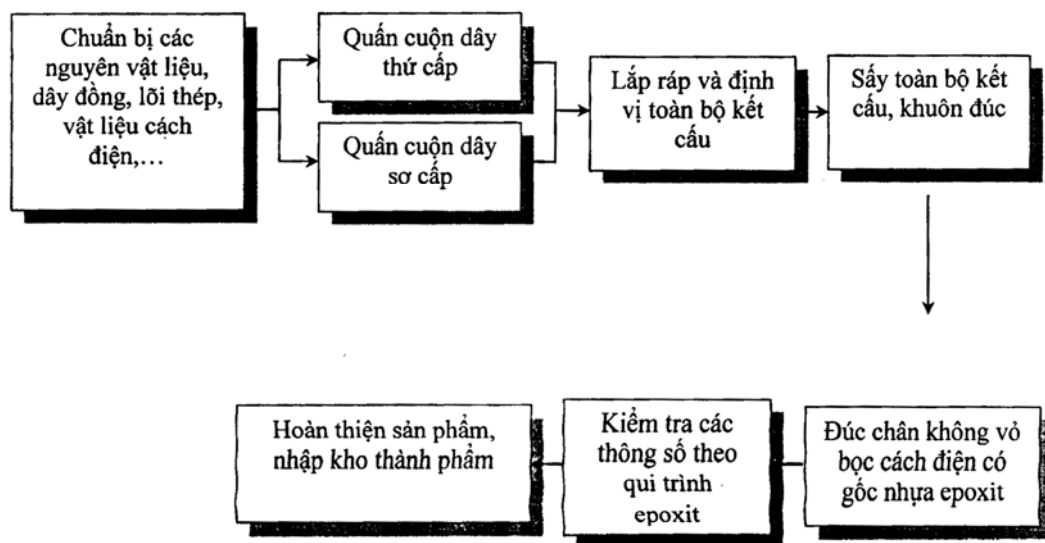 Chuẩn bị các
nguyên vật liệu,
dây đồng, lõi thép,
vật liệu cách
điện,...
Quấn cuộn dây
thứ cấp
Quấn cuộn dây
sơ cấp
Lắp ráp và định
vị toàn bộ kết
cấu
Sấy toàn bộ kết
cấu, khuôn đúc
Đúc chân không vỏ
bọc cách điện có
gốc nhựa epoxit
Kiểm tra các
thông số theo
qui trình
epoxit
Hoàn thiện sản phẩm,
nhập kho thành phẩm